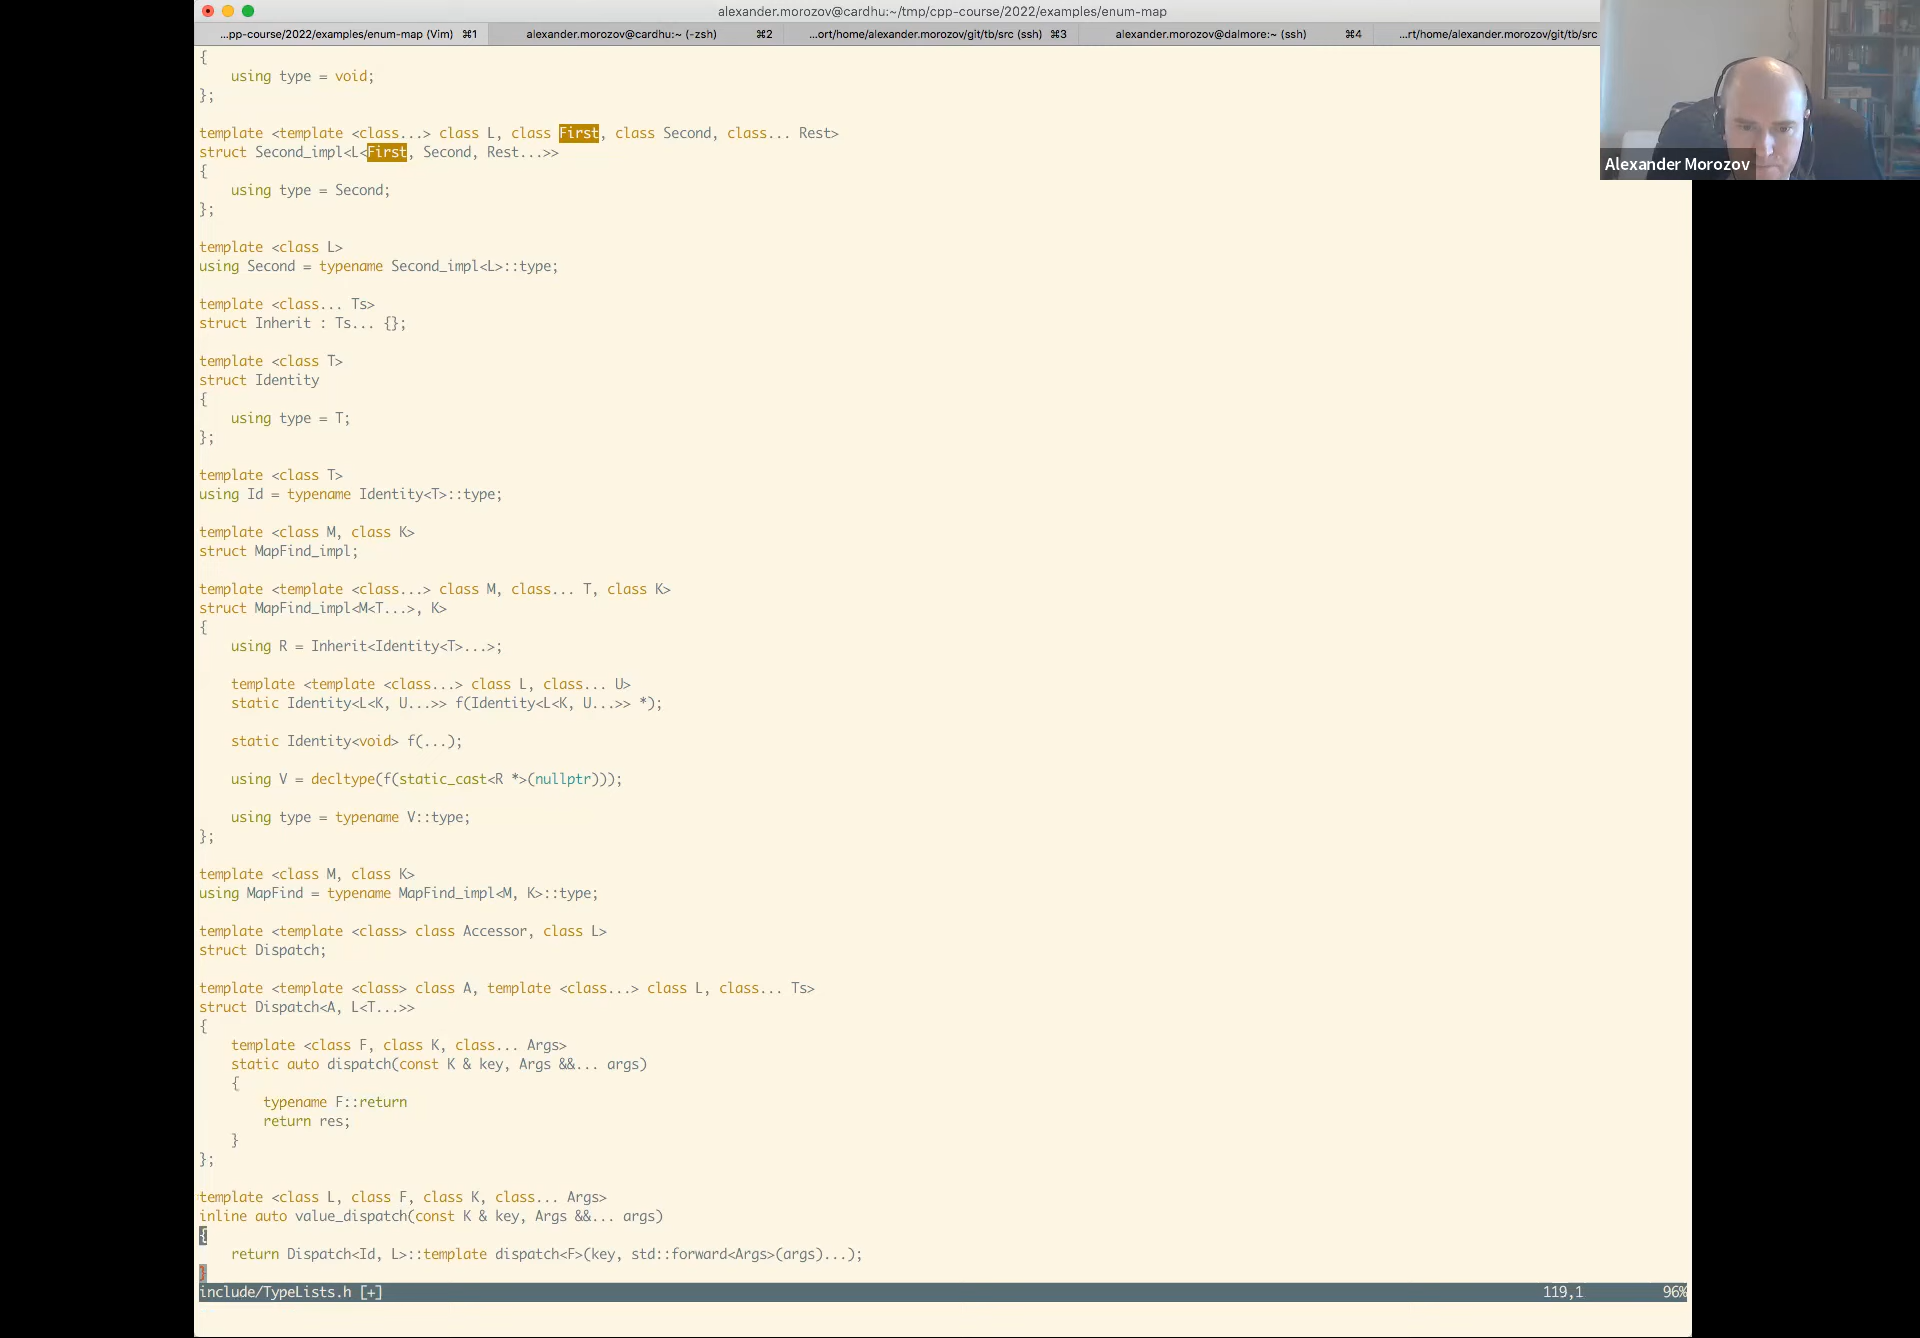 alexander.morozov@cardhu:~/tmp/cpp-course/2022/examples/enum-map
...pp-course/2022/examples/enum-map (Vim) ⌘1 alexander.morozov@cardhu:~ (-zsh) ⌘2 ...ort/home/alexander.morozov/git/tb/src (ssh) ⌘3 alexander.morozov@dalmore:~ (ssh) ⌘4 ...rt/home/alexander.morozov/git/tb/src
Alexander Morozov
{
    using type = void;
};
template <template <class...> class L, class First, class Second, class... Rest>
struct Second_impl<L<First, Second, Rest...>>
{
    using type = Second;
};
template <class L>
using Second = typename Second_impl<L>::type;
template <class... Ts>
struct Inherit : Ts... {};
template <class T>
struct Identity
{
    using type = T;
};
template <class T>
using Id = typename Identity<T>::type;
template <class M, class K>
struct MapFind_impl;
template <template <class...> class M, class... T, class K>
struct MapFind_impl<M<T...>, K>
{
    using R = Inherit<Identity<T>...>;
    template <template <class...> class L, class... U>
    static Identity<L<K, U...>> f(Identity<L<K, U...>> *);
    static Identity<void> f(...);
    using V = decltype(f(static_cast<R *>(nullptr)));
    using type = typename V::type;
};
template <class M, class K>
using MapFind = typename MapFind_impl<M, K>::type;
template <template <class> class Accessor, class L>
struct Dispatch;
template <template <class> class A, template <class...> class L, class... Ts>
struct Dispatch<A, L<T...>>
{
    template <class F, class K, class... Args>
    static auto dispatch(const K & key, Args &&... args)
    {
        typename F::return
        return res;
    }
};
template <class L, class F, class K, class... Args>
inline auto value_dispatch(const K & key, Args &&... args)
{
    return Dispatch<Id, L>::template dispatch<F>(key, std::forward<Args>(args)...);
}
include/TypeLists.h [+] 119,1 96%